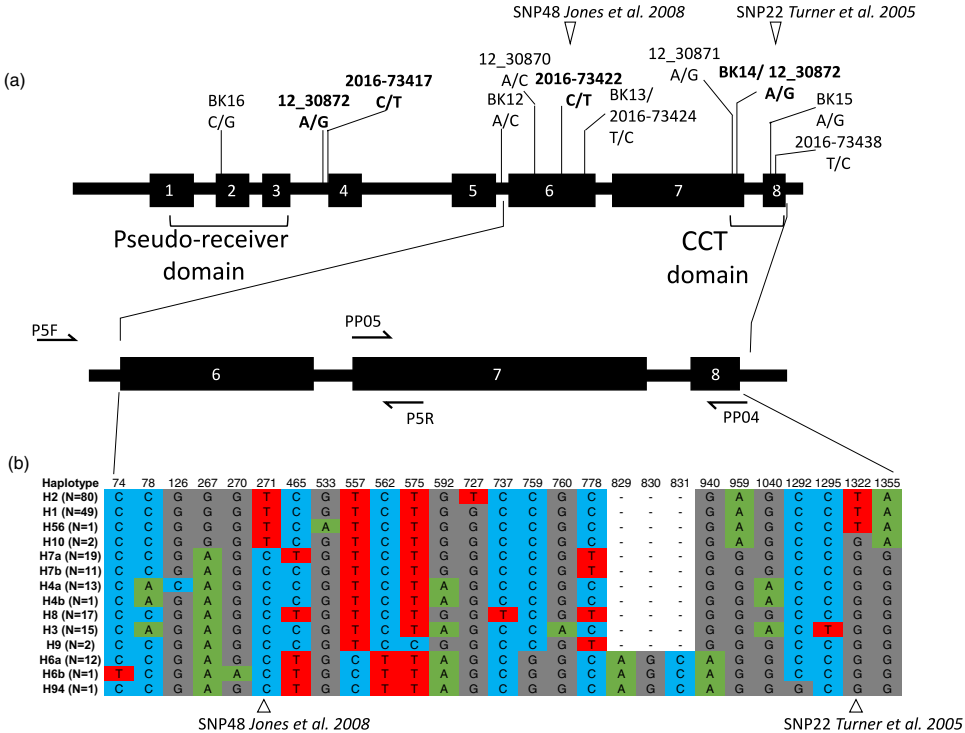 SNP48 Jones et al. 2008
SNP22 Turner et 2005
(a)
12_30870
A/C
12_30871
A/G
2016-73417
C/T
2016-73422
C/T
BK14/ 12_30872
A/G
BK16
C/G
12_30872
A/G
BK12
A/C
BK13/
2016-73424
T/C
BK15
A/G
2016-73438
T/C
1 2 3 4 5 6 7 8
Pseudo-receiver
domain
CCT
domain
P5F
PP05
6 7 8
P5R
PP04
(b)
Haplotype 74 78 126 267 270 271 465 533 557 562 575 592 727 737 759 760 778 829 830 831 940 959 1040 1292 1295 1322 1355
H2 (N=80) C C G G G T C G T C T G T C C G C - - - G A G C C T A
H1 (N=49) C C G G G T C G T C T G G C C G C - - - G A G C C T A
H56 (N=1) C C G G G T C A T C T G G C C G C - - - G A G C C T A
H10 (N=2) C C G G G T C G T C T G G C C G C - - - G A G C C G A
H7a (N=19) C C G A G C T G T C T G G C C G T - - - G G G C C G G
H7b (N=11) C C G A G C C G T C T G G C C G T - - - G G G C C G G
H4a (N=13) C A C A G C C G T C T A G C C G C - - - G G A C C G G
H4b (N=1) C A G A G C C G T C T A G C C G C - - - G G A C C G G
H8 (N=17) C C G A G C T G T C T G G T C G T - - - G G G C C G G
H3 (N=15) C A G A G C C G T C T A G C C A C - - - G G A C T G G
H9 (N=2) C C G A G C C G T C C G G C C G T - - - G G G C C G G
H6a (N=12) C C G A G C T G C T T A G C G G C A G C A G G C C G G
H6b (N=1) T C G A A C T G C T T A G C G G C A G C A G G C C G G
H94 (N=1) C C G A G C T G C T T A G C G G C A G C A G G G C G G
SNP48 Jones et al. 2008
SNP22 Turner et al. 2005